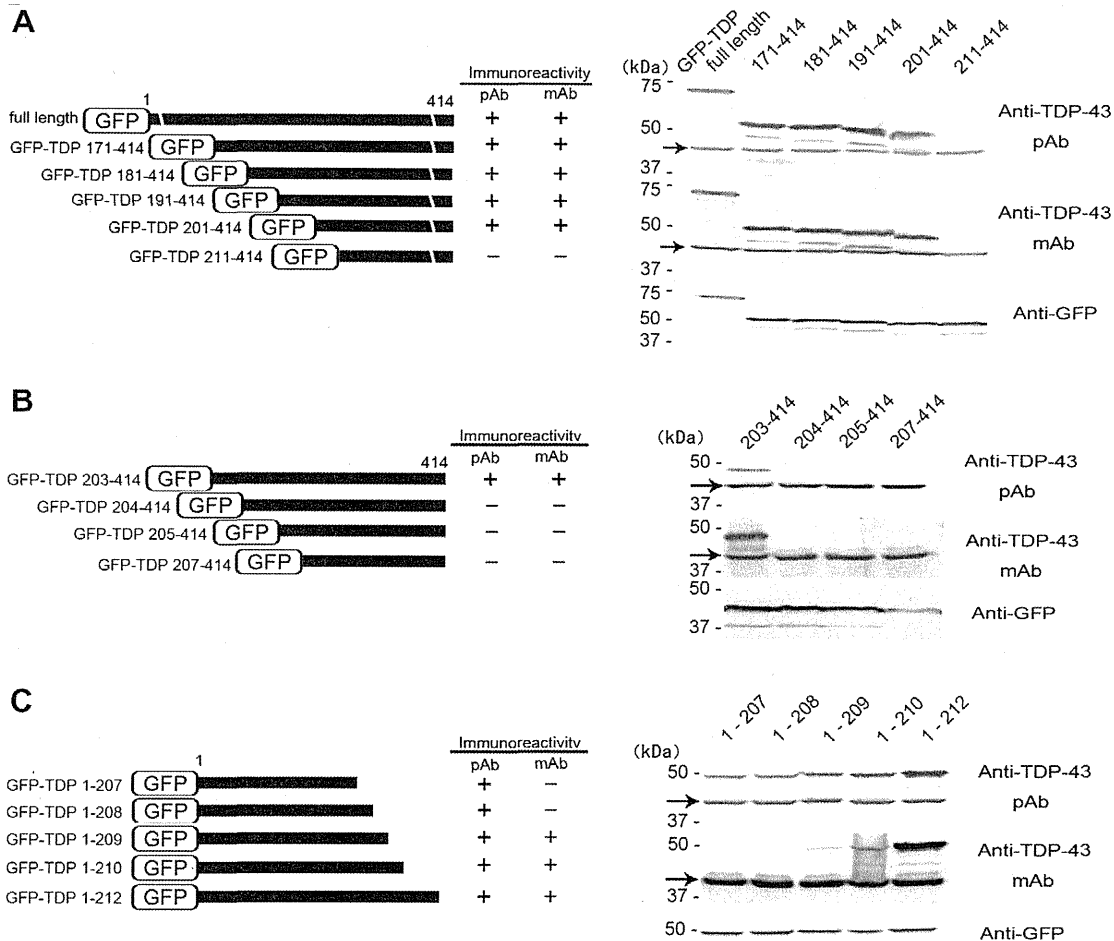 A
Immunoreactivity
pAb mAb
1 414
full length GFP + +
GFP-TDP 171-414 GFP + +
GFP-TDP 181-414 GFP + +
GFP-TDP 191-414 GFP + +
GFP-TDP 201-414 GFP + +
GFP-TDP 211-414 GFP − −
GFP-TDP
full length
171-414
181-414
191-414
201-414
211-414
(kDa)
75 -
50 -
37 -
Anti-TDP-43
pAb
75 -
50 -
37 -
Anti-TDP-43
mAb
75 -
50 -
37 -
Anti-GFP
B
Immunoreactivity
pAb mAb
414
GFP-TDP 203-414 GFP + +
GFP-TDP 204-414 GFP − −
GFP-TDP 205-414 GFP − −
GFP-TDP 207-414 GFP − −
203-414
204-414
205-414
207-414
(kDa)
50 -
37 -
Anti-TDP-43
pAb
50 -
37 -
Anti-TDP-43
mAb
50 -
37 -
Anti-GFP
C
Immunoreactivity
pAb mAb
1
GFP-TDP 1-207 GFP + −
GFP-TDP 1-208 GFP + −
GFP-TDP 1-209 GFP + +
GFP-TDP 1-210 GFP + +
GFP-TDP 1-212 GFP + +
1 - 207
1 - 208
1 - 209
1 - 210
1 - 212
(kDa)
50 -
37 -
Anti-TDP-43
pAb
50 -
37 -
Anti-TDP-43
mAb
50 -
Anti-GFP